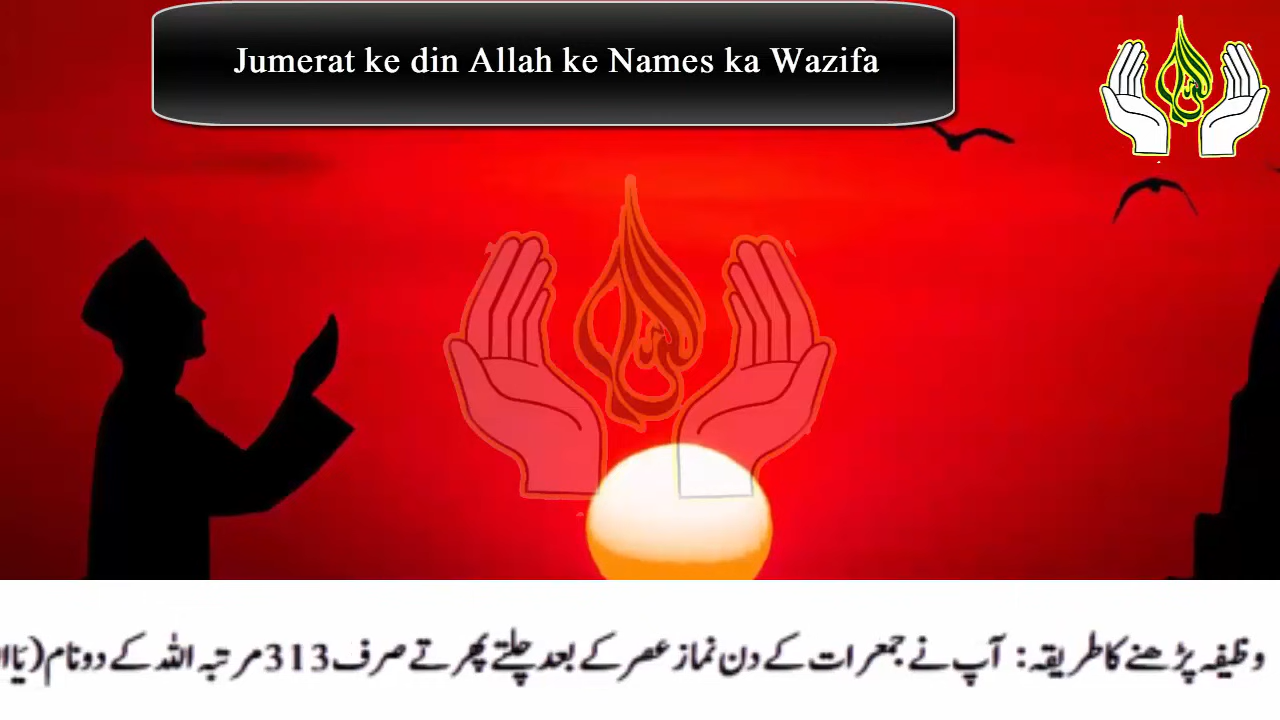 Jumerat ke din Allah ke Names ka Wazifa
وظیفہ پڑھنے کا طریقہ: آپ نے جمعرات کے دن نماز عصر کے بعد چلتے پھرتے صرف 313 مرتبہ اللہ کے دو نام (یَا